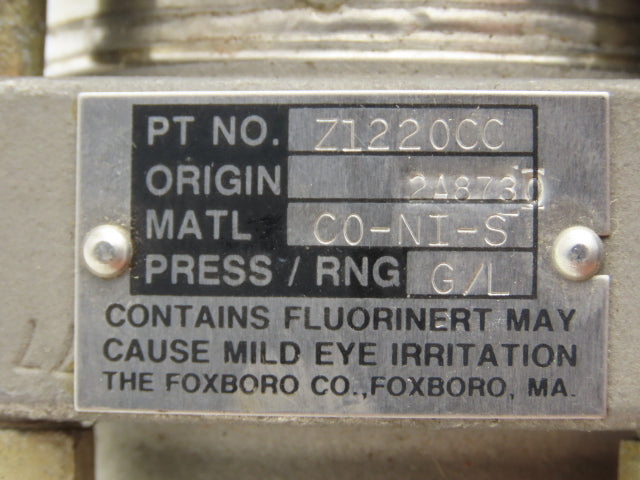 PT NO. Z1220CC
ORIGIN 2A8730
MATL CO-NI-S
PRESS / RNG G/L
CONTAINS FLUORINERT MAY
CAUSE MILD EYE IRRITATION
THE FOXBORO CO., FOXBORO, MA.